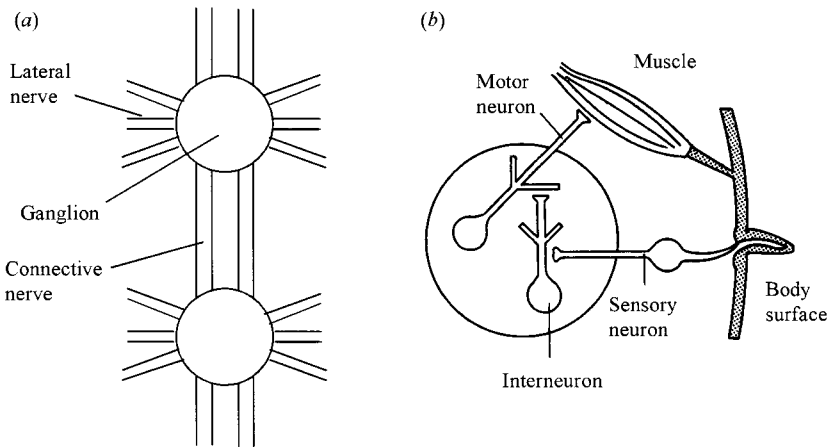 (a)
Lateral
nerve
Ganglion
Connective
nerve
(b)
Muscle
Motor
neuron
Sensory
neuron
Body
surface
Interneuron